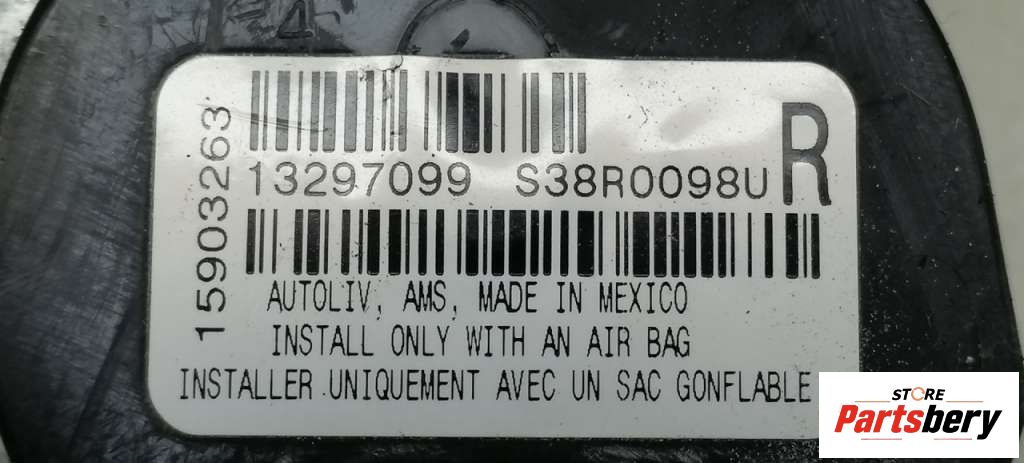 15903263
13297099 S38R0098U R
AUTOLIV, AMS, MADE IN MEXICO
INSTALL ONLY WITH AN AIR BAG
INSTALLER UNIQUEMENT AVEC UN SAC GONFLABLE
STORE
Partsbery